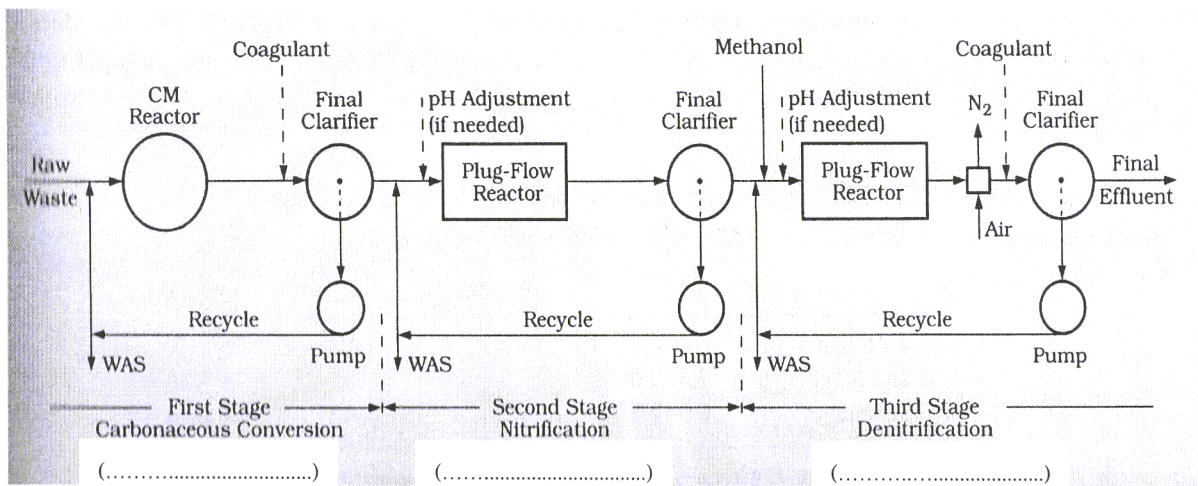 Coagulant
Methanol
Coagulant
CM
Reactor
Final
Clarifier
pH Adjustment
(if needed)
Final
Clarifier
pH Adjustment
(if needed)
N2
Final
Clarifier
Raw
Waste
Plug-Flow
Reactor
Plug-Flow
Reactor
Final
Effluent
Air
Recycle
Recycle
Recycle
Pump
Pump
Pump
WAS
WAS
WAS
First Stage
Carbonaceous Conversion
Second Stage
Nitrification
Third Stage
Denitrification
(....................................)
(....................................)
(....................................)